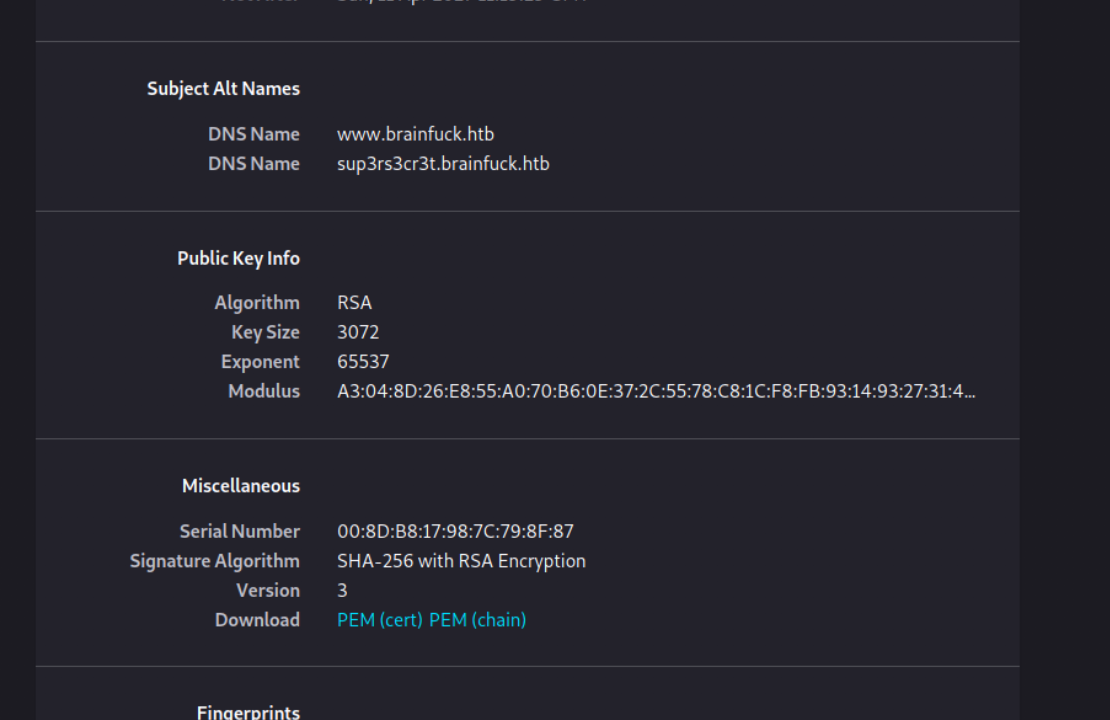 Subject Alt Names
DNS Name www.brainfuck.htb
DNS Name sup3rs3cr3t.brainfuck.htb
Public Key Info
Algorithm RSA
Key Size 3072
Exponent 65537
Modulus A3:04:8D:26:E8:55:A0:70:B6:0E:37:2C:55:78:C8:1C:F8:FB:93:14:93:27:31:4...
Miscellaneous
Serial Number 00:8D:B8:17:98:7C:79:8F:87
Signature Algorithm SHA-256 with RSA Encryption
Version 3
Download PEM (cert) PEM (chain)
Fingerprints